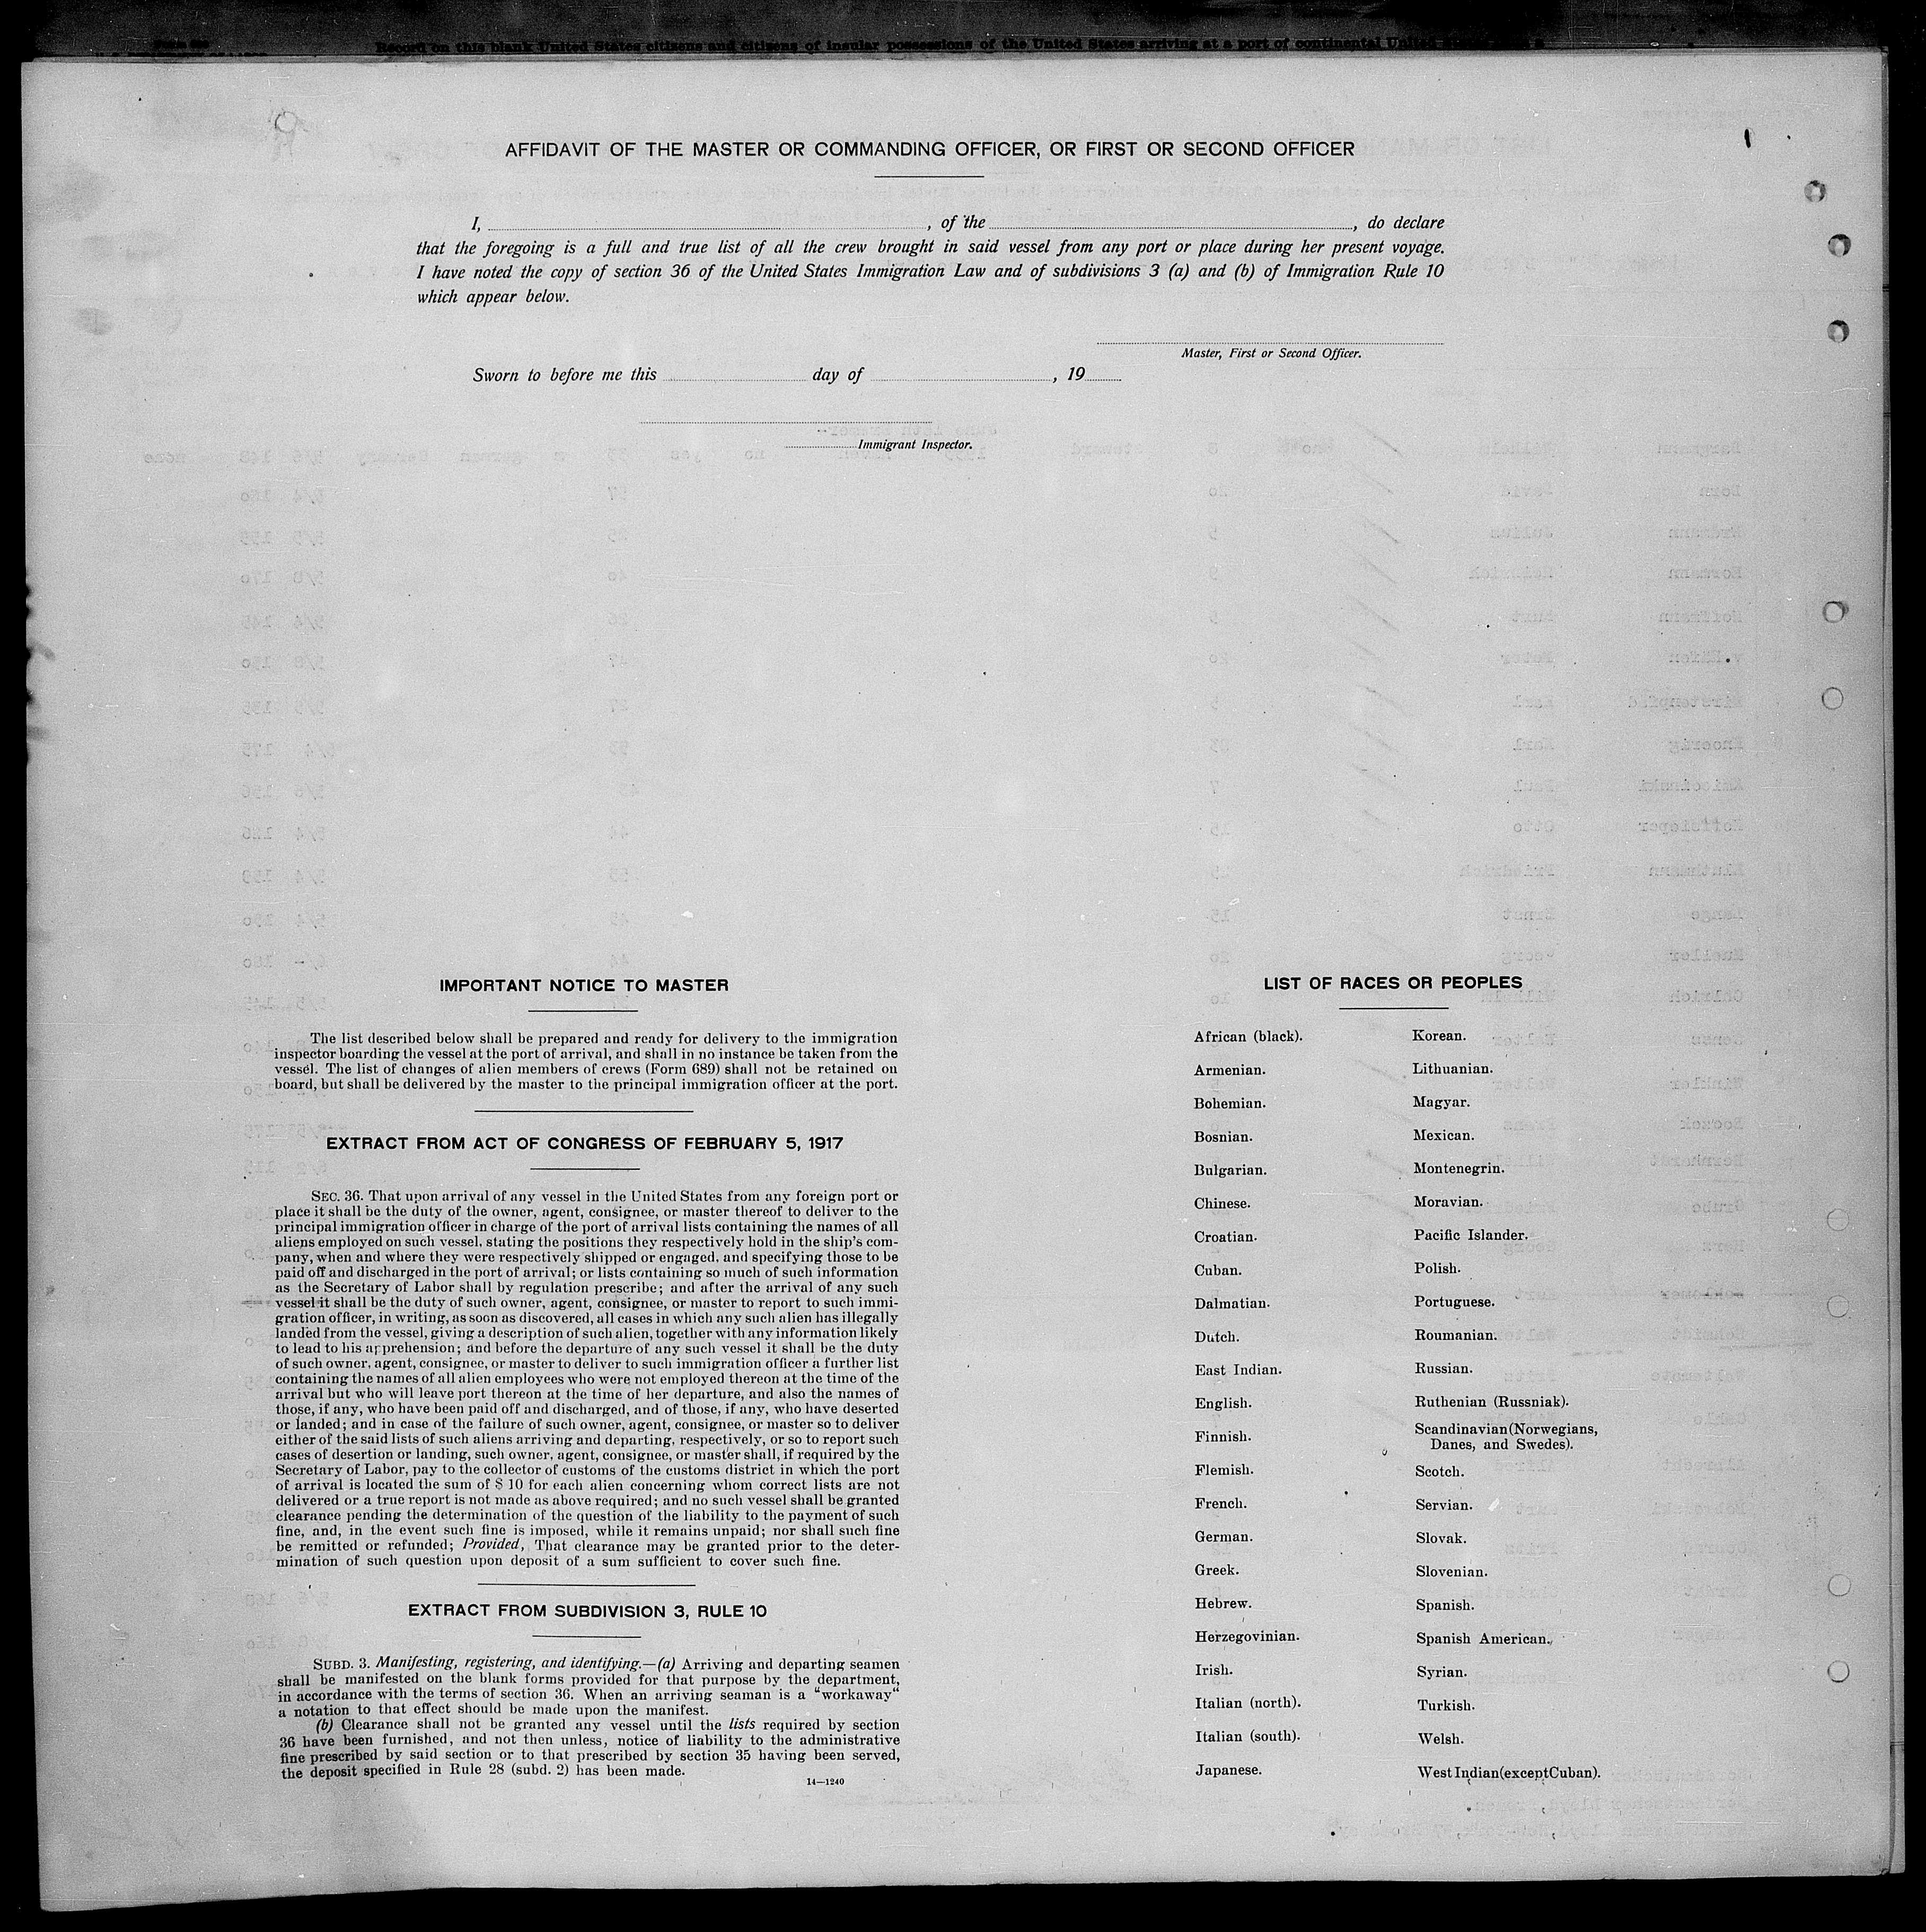 Record on this blank United States citizens and citizens of insular possessions of the United States arriving at a port of continental
AFFIDAVIT OF THE MASTER OR COMMANDING OFFICER, OR FIRST OR SECOND OFFICER
I, , of the , do declare
that the foregoing is a full and true list of all the crew brought in said vessel from any port or place during her present voyage.
I have noted the copy of section 36 of the United States Immigration Law and of subdivisions 3 (a) and (b) of Immigration Rule 10
which appear below.
Master, First or Second Officer.
Sworn to before me this day of , 19
Immigrant Inspector.
IMPORTANT NOTICE TO MASTER
The list described below shall be prepared and ready for delivery to the immigration
inspector boarding the vessel at the port of arrival, and shall in no instance be taken from the
vessel. The list of changes of alien members of crews (Form 689) shall not be retained on
board, but shall be delivered by the master to the principal immigration officer at the port.
EXTRACT FROM ACT OF CONGRESS OF FEBRUARY 5, 1917
SEC. 36. That upon arrival of any vessel in the United States from any foreign port or
place it shall be the duty of the owner, agent, consignee, or master thereof to deliver to the
principal immigration officer in charge of the port of arrival lists containing the names of all
aliens employed on such vessel, stating the positions they respectively hold in the ship's com-
pany, when and where they were respectively shipped or engaged, and specifying those to be
paid off and discharged in the port of arrival; or lists containing so much of such information
as the Secretary of Labor shall by regulation prescribe; and after the arrival of any such
vessel it shall be the duty of such owner, agent, consignee, or master to report to such immi-
gration officer, in writing, as soon as discovered, all cases in which any such alien has illegally
landed from the vessel, giving a description of such alien, together with any information likely
to lead to his apprehension; and before the departure of any such vessel it shall be the duty
of such owner, agent, consignee, or master to deliver to such immigration officer a further list
containing the names of all alien employees who were not employed thereon at the time of the
arrival but who will leave port thereon at the time of her departure, and also the names of
those, if any, who have been paid off and discharged, and of those, if any, who have deserted
or landed; and in case of the failure of such owner, agent, consignee, or master so to deliver
either of the said lists of such aliens arriving and departing, respectively, or so to report such
cases of desertion or landing, such owner, agent, consignee, or master shall, if required by the
Secretary of Labor, pay to the collector of customs of the customs district in which the port
of arrival is located the sum of $ 10 for each alien concerning whom correct lists are not
delivered or a true report is not made as above required; and no such vessel shall be granted
clearance pending the determination of the question of the liability to the payment of such
fine, and, in the event such fine is imposed, while it remains unpaid; nor shall such fine
be remitted or refunded; Provided, That clearance may be granted prior to the deter-
mination of such question upon deposit of a sum sufficient to cover such fine.
EXTRACT FROM SUBDIVISION 3, RULE 10
SUBD. 3. Manifesting, registering, and identifying.—(a) Arriving and departing seamen
shall be manifested on the blank forms provided for that purpose by the department,
in accordance with the terms of section 36. When an arriving seaman is a “workaway“
a notation to that effect should be made upon the manifest.
(b) Clearance shall not be granted any vessel until the lists required by section
36 have been furnished, and not then unless, notice of liability to the administrative
fine prescribed by said section or to that prescribed by section 35 having been served,
the deposit specified in Rule 28 (subd. 2) has been made.
14—1240
LIST OF RACES OR PEOPLES
African (black).
Armenian.
Bohemian.
Bosnian.
Bulgarian.
Chinese.
Croatian.
Cuban.
Dalmatian.
Dutch.
East Indian.
English.
Finnish.
Flemish.
French.
German.
Greek.
Hebrew.
Herzegovinian.
Irish.
Italian (north).
Italian (south).
Japanese.
Korean.
Lithuanian.
Magyar.
Mexican.
Montenegrin.
Moravian.
Pacific Islander.
Polish.
Portuguese.
Roumanian.
Russian.
Ruthenian (Russniak).
Scandinavian (Norwegians,
Danes, and Swedes).
Scotch.
Servian.
Slovak.
Slovenian.
Spanish.
Spanish American.
Syrian.
Turkish.
Welsh.
West Indian (except Cuban).